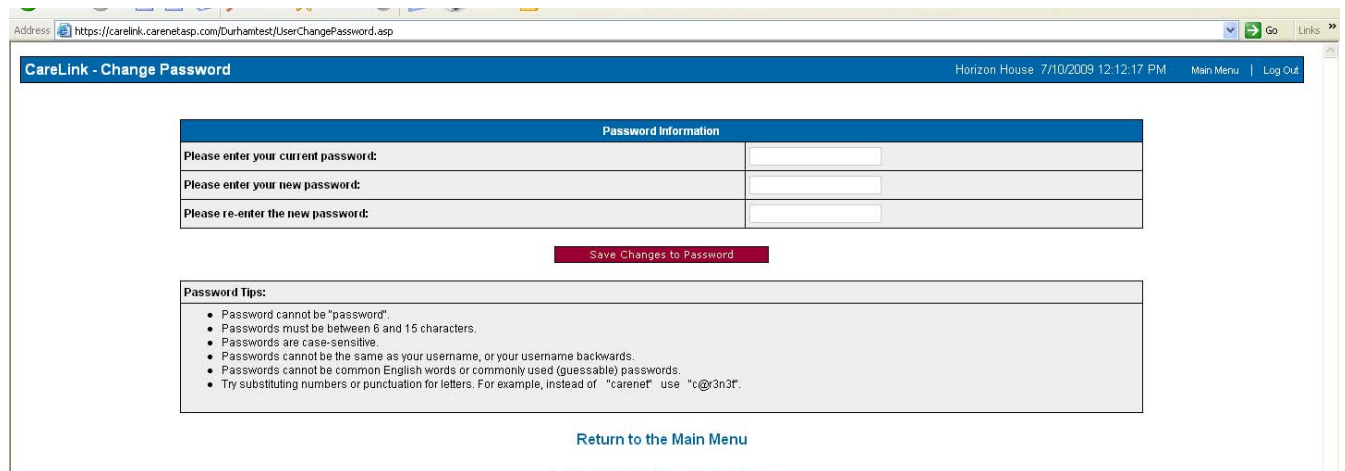 Address https://carelink.carenetasp.com/Durhamtest/UserChangePassword.asp Go Links »
CareLink - Change Password Horizon House 7/10/2009 12:12:17 PM Main Menu | Log Out
Password Information
Please enter your current password:
Please enter your new password:
Please re-enter the new password:
Save Changes to Password
Password Tips:
• Password cannot be "password".
• Passwords must be between 6 and 15 characters.
• Passwords are case-sensitive.
• Passwords cannot be the same as your username, or your username backwards.
• Passwords cannot be common English words or commonly used (guessable) passwords.
• Try substituting numbers or punctuation for letters. For example, instead of "carenet" use "c@r3n3t".
Return to the Main Menu